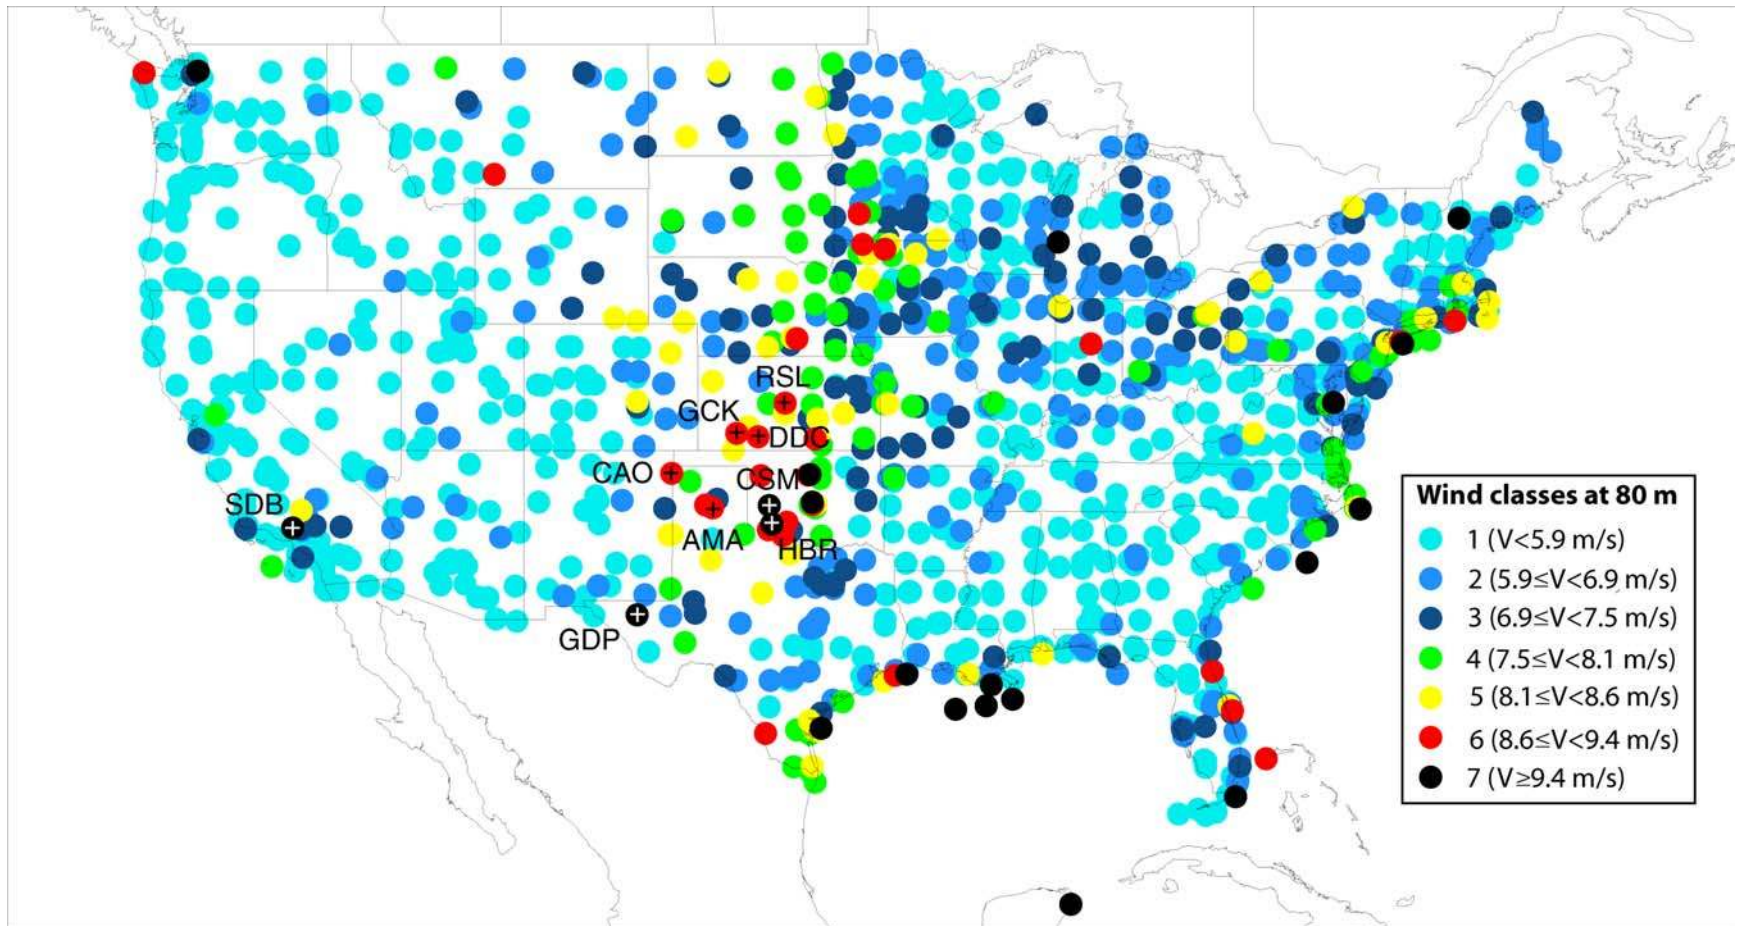 RSL
GCK
DDC
CAO
CSM
SDB
AMA
HBR
GDP
Wind classes at 80 m
1 (V<5.9 m/s)
2 (5.9≤V<6.9 m/s)
3 (6.9≤V<7.5 m/s)
4 (7.5≤V<8.1 m/s)
5 (8.1≤V<8.6 m/s)
6 (8.6≤V<9.4 m/s)
7 (V≥9.4 m/s)